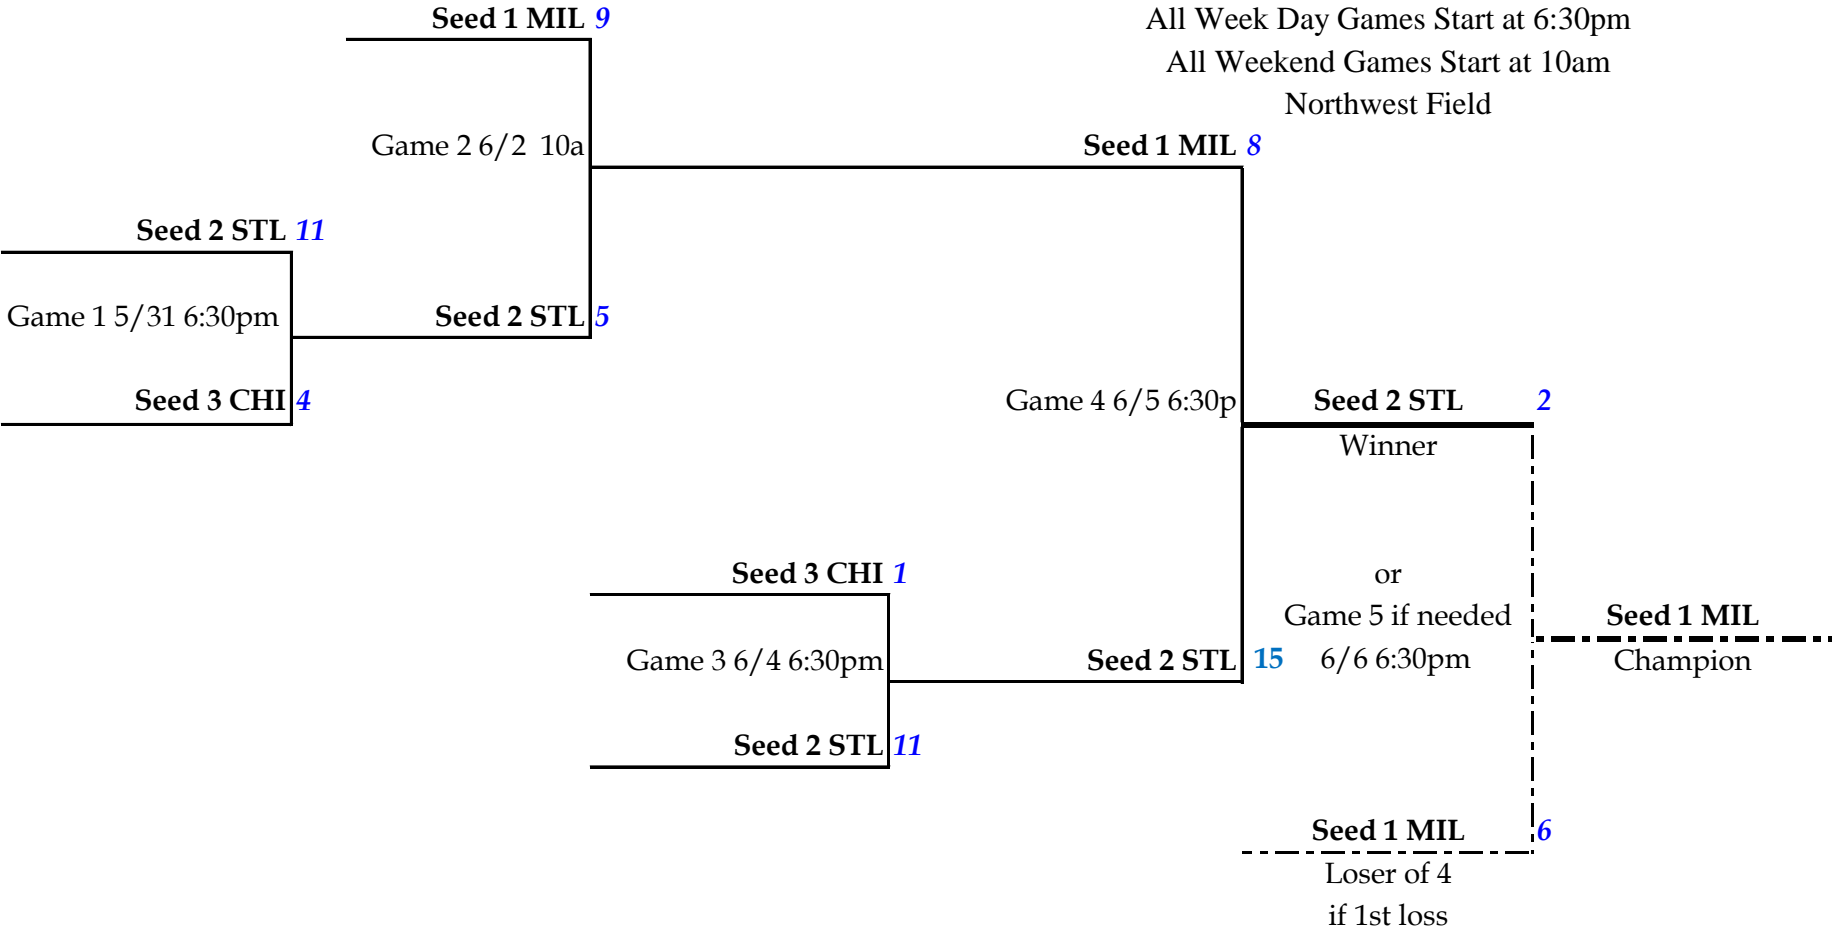 Seed 1 MIL 9
All Week Day Games Start at 6:30pm
All Weekend Games Start at 10am
Northwest Field
Game 2 6/2  10a
Seed 1 MIL 8
Seed 2 STL 11
Game 1 5/31 6:30pm
Seed 2 STL 5
Seed 3 CHI 4
Game 4 6/5 6:30p
Seed 2 STL 2
Winner
Seed 3 CHI 1
or
Game 5 if needed
6/6 6:30pm
Seed 1 MIL
Champion
Game 3 6/4 6:30pm
Seed 2 STL 15
Seed 2 STL 11
Seed 1 MIL 6
Loser of 4
if 1st loss